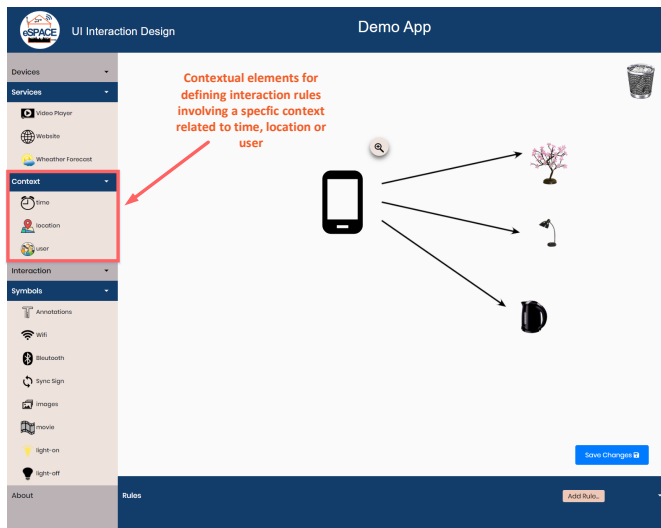 eSPACE
UI Interaction Design
Demo App
Devices
Services
Video Player
Website
Wheather Forecast
Context
time
location
user
Interaction
Symbols
Annotations
Wifi
Bleutooth
Sync Sign
images
movie
light-on
light-off
About
Contextual elements for
defining interaction rules
involving a specfic context
related to time, location or
user
Save Changes
Rules
Add Rule..